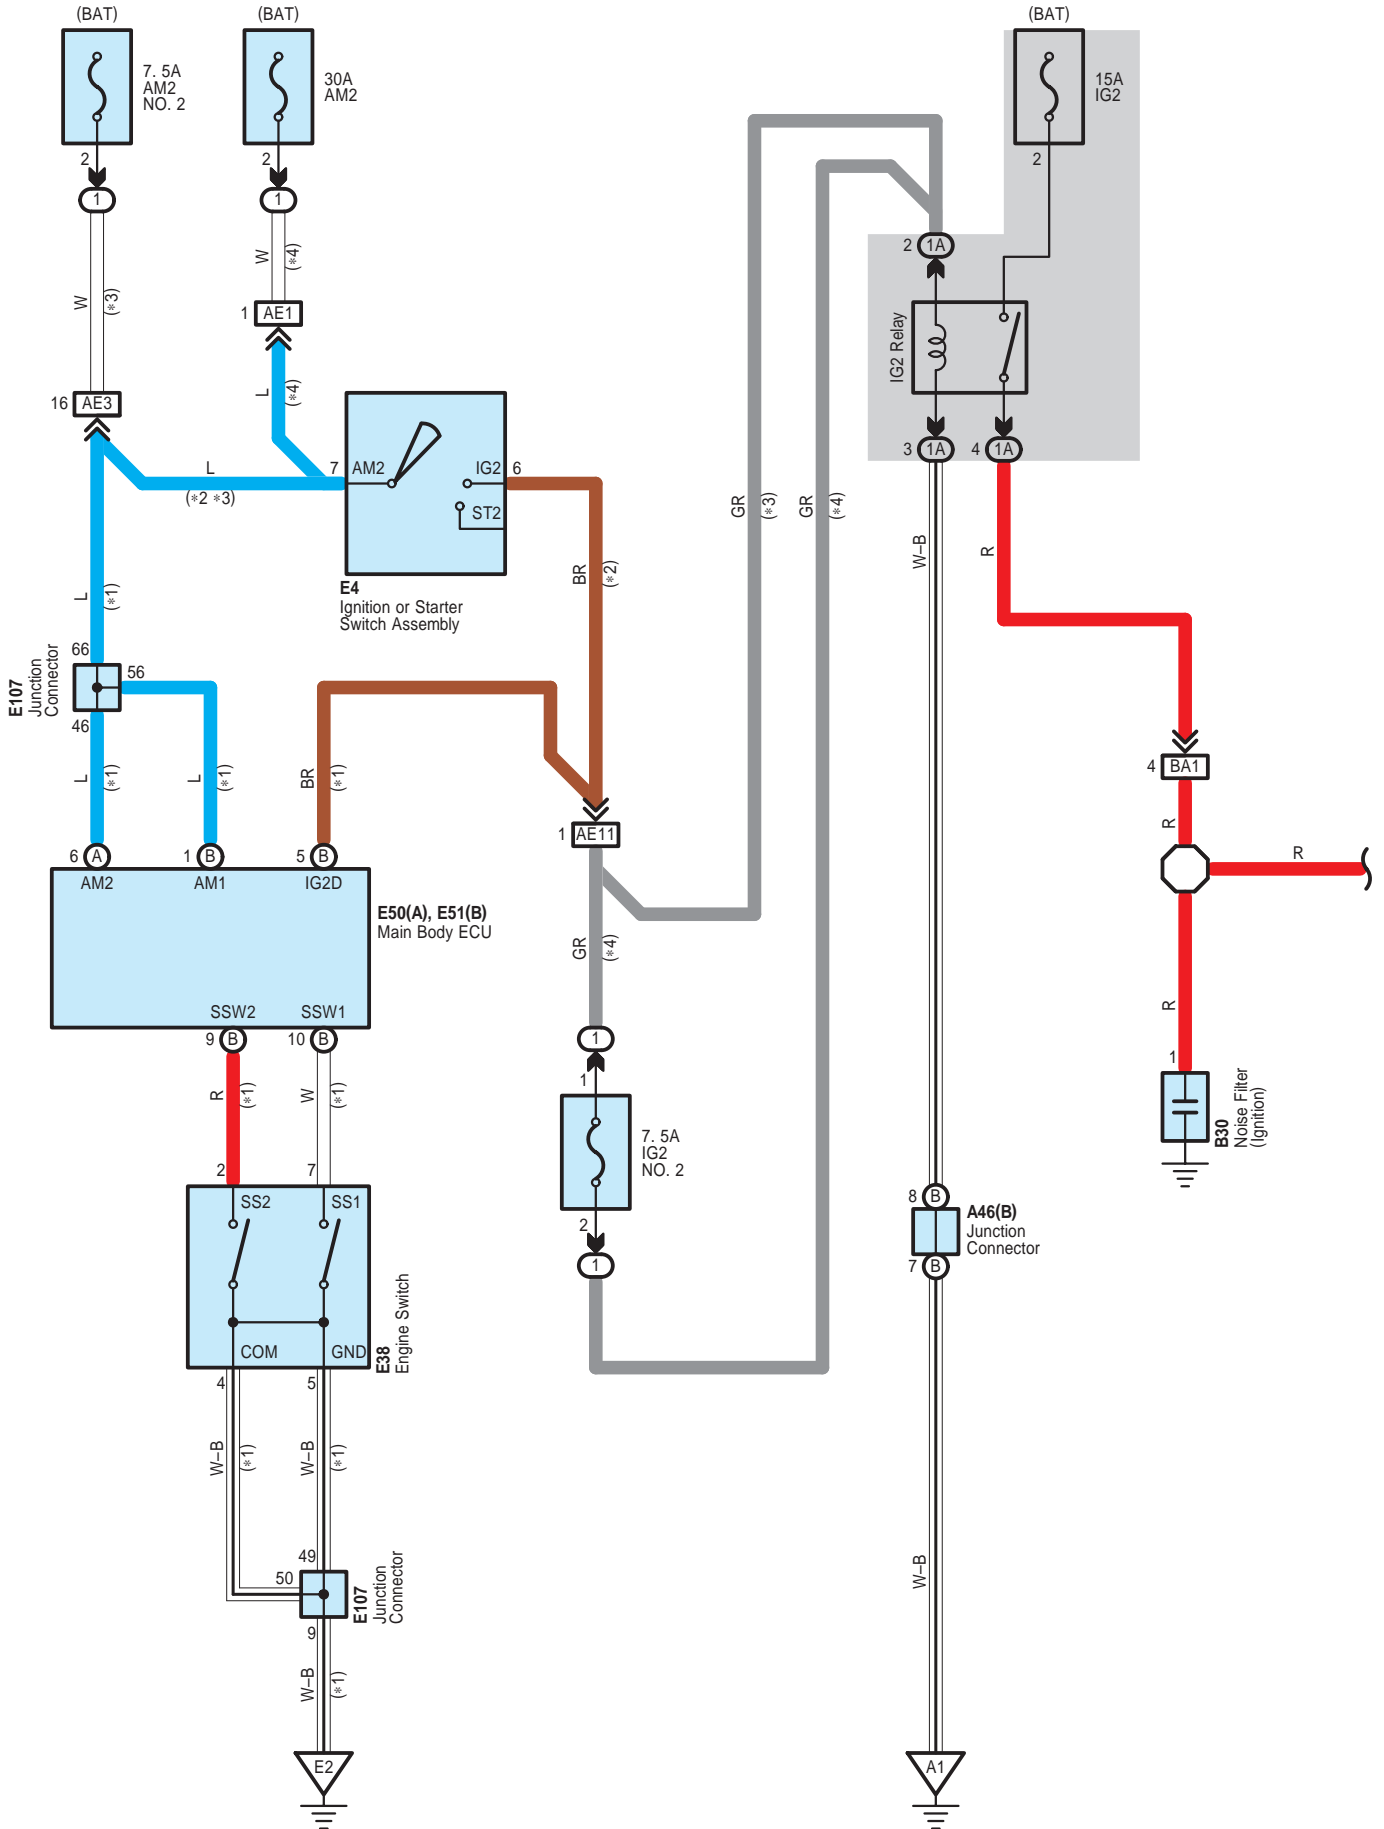 (BAT)
(BAT)
(BAT)
7. 5A
AM2
NO. 2
30A
AM2
15A
IG2
2
2
2
1
1
W
(*3)
W
(*4)
2
1A
1
AE1
IG2 Relay
16
AE3
L
(*4)
L
(*2 *3)
7
AM2
IG2
6
ST2
3
1A
4
1A
E4
Ignition or Starter
Switch Assembly
BR
(*2)
GR
(*3)
GR
(*4)
W–B
R
L
(*1)
66
56
46
E107
Junction
Connector
L
(*1)
L
(*1)
BR
(*1)
4
BA1
R
R
1
AE11
6
A
1
B
5
B
AM2
AM1
IG2D
E50(A), E51(B)
Main Body ECU
GR
(*4)
SSW2
SSW1
9
B
10
B
R
1
1
1
R
(*1)
W
(*1)
7. 5A
IG2
NO. 2
B30
Noise Filter
(Ignition)
2
7
SS2
SS1
8
B
A46(B)
Junction
Connector
7
B
2
1
COM
GND
E38
Engine Switch
4
5
W–B
(*1)
W–B
(*1)
49
50
E107
Junction
Connector
9
W–B
W–B
(*1)
E2
A1